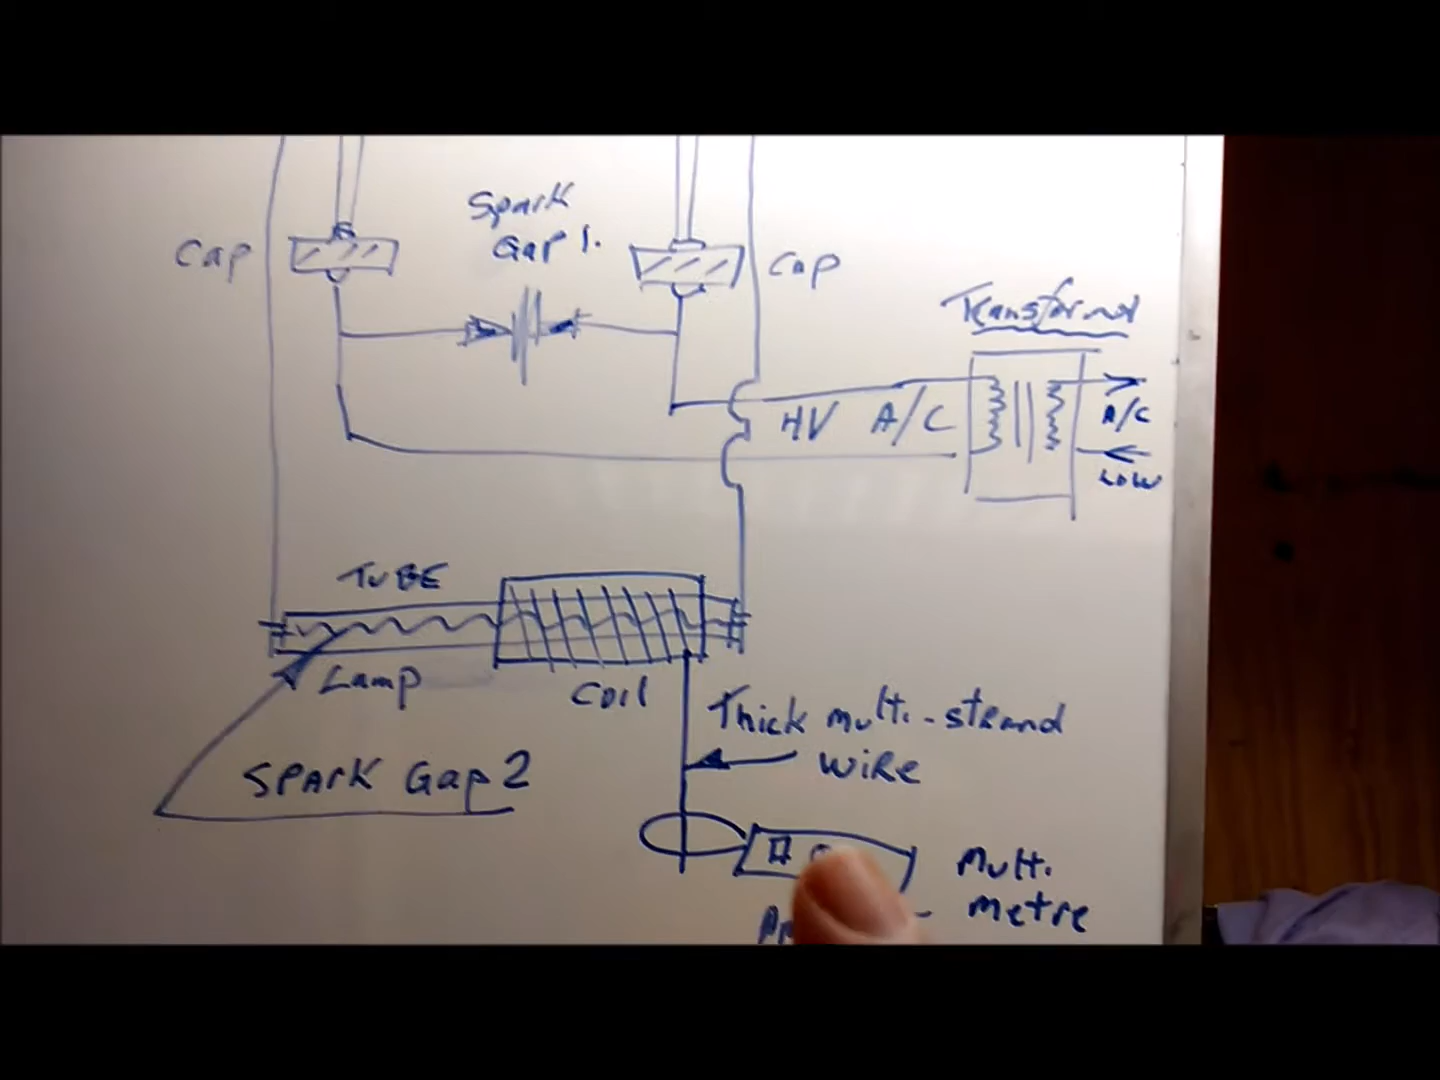 Spark
Gap 1.
Cap
Cap
Transformer
HV A/C
A/C
LOW
TUBE
Lamp
Coil
Thick multi-strand
WIRE
SPARK Gap 2
Multi.
metre